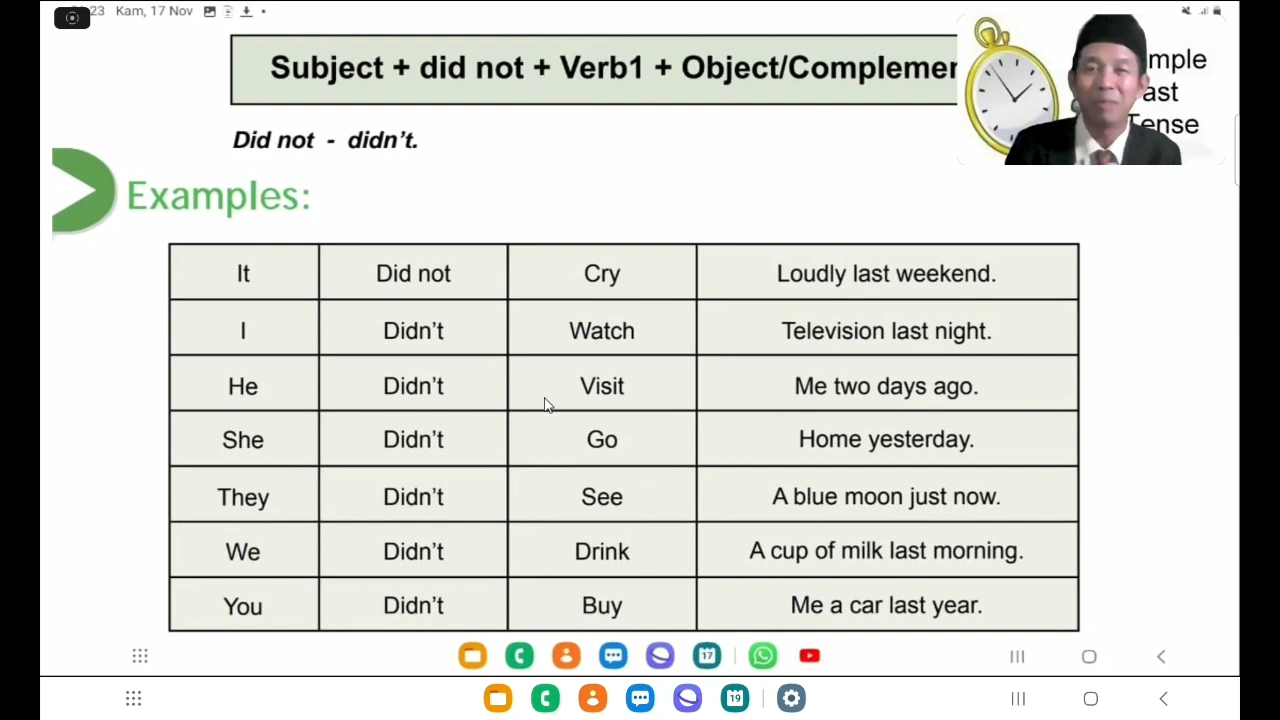 23 Kam, 17 Nov
Subject + did not + Verb1 + Object/Complemen
mple
ast
Tense
Did not - didn't.
Examples:
It Did not Cry Loudly last weekend.
I Didn't Watch Television last night.
He Didn't Visit Me two days ago.
She Didn't Go Home yesterday.
They Didn't See A blue moon just now.
We Didn't Drink A cup of milk last morning.
You Didn't Buy Me a car last year.
17
19